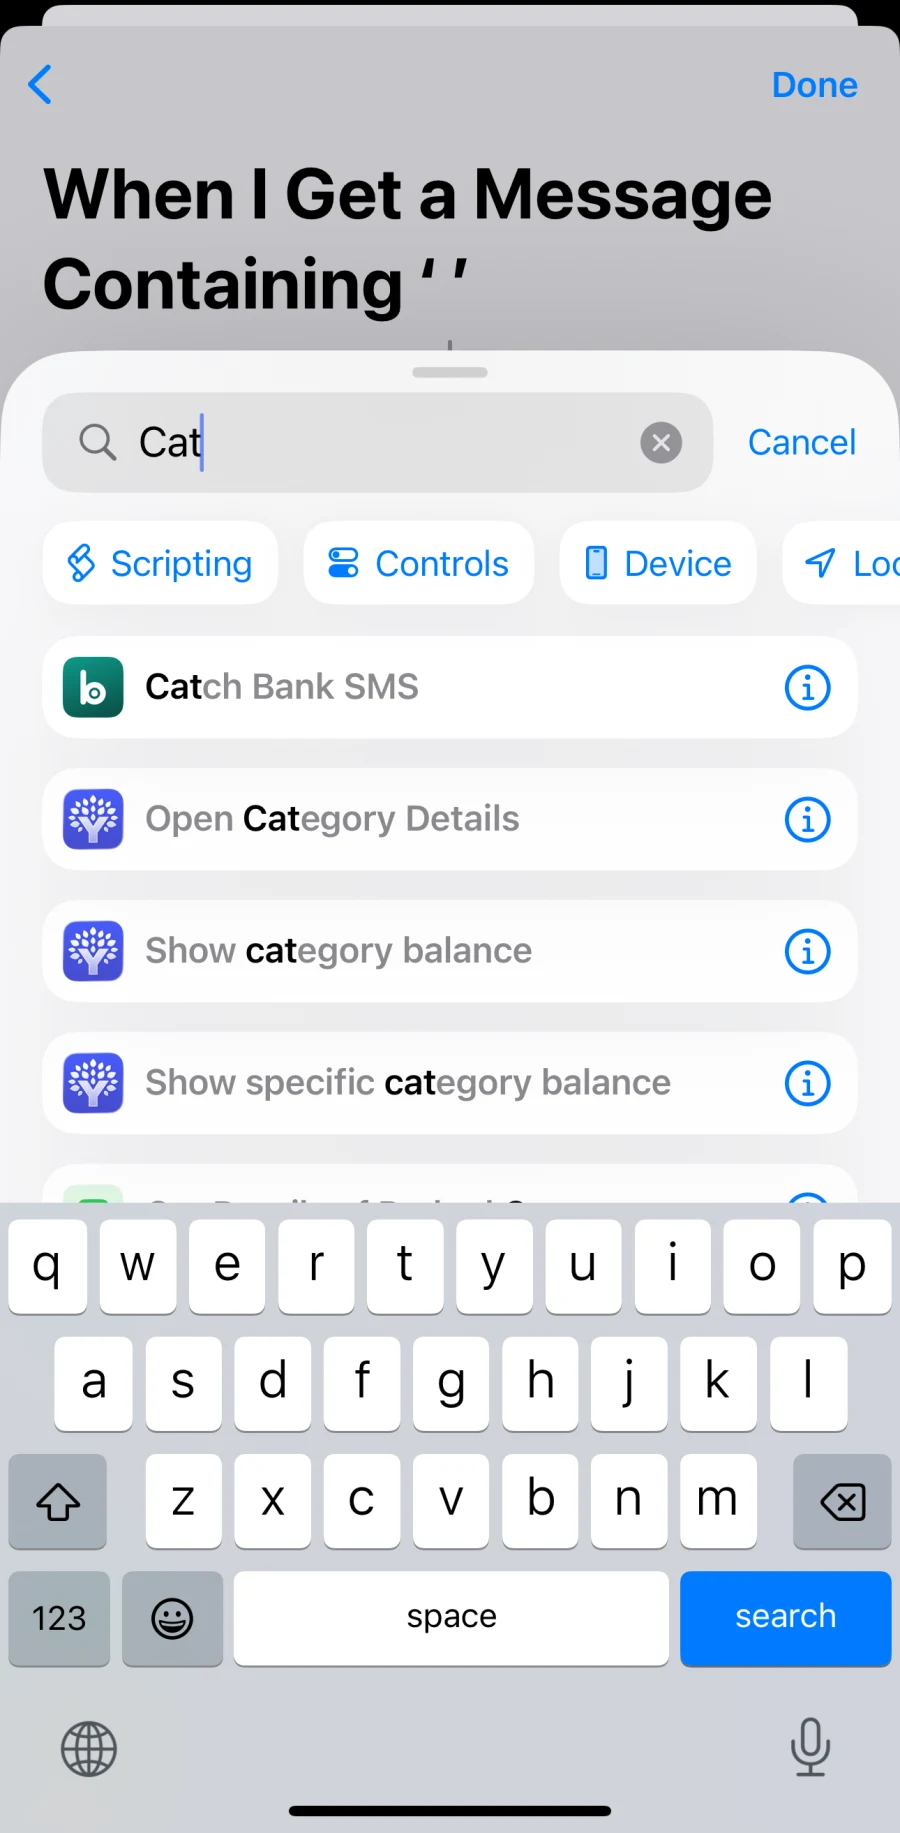 Done
When I Get a Message
Containing ‘ ’
Cat
Cancel
Scripting
Controls
Device
Catch Bank SMS
Open Category Details
Show category balance
Show specific category balance
q w e r t y u i o p
a s d f g h j k l
z x c v b n m
123
space
search